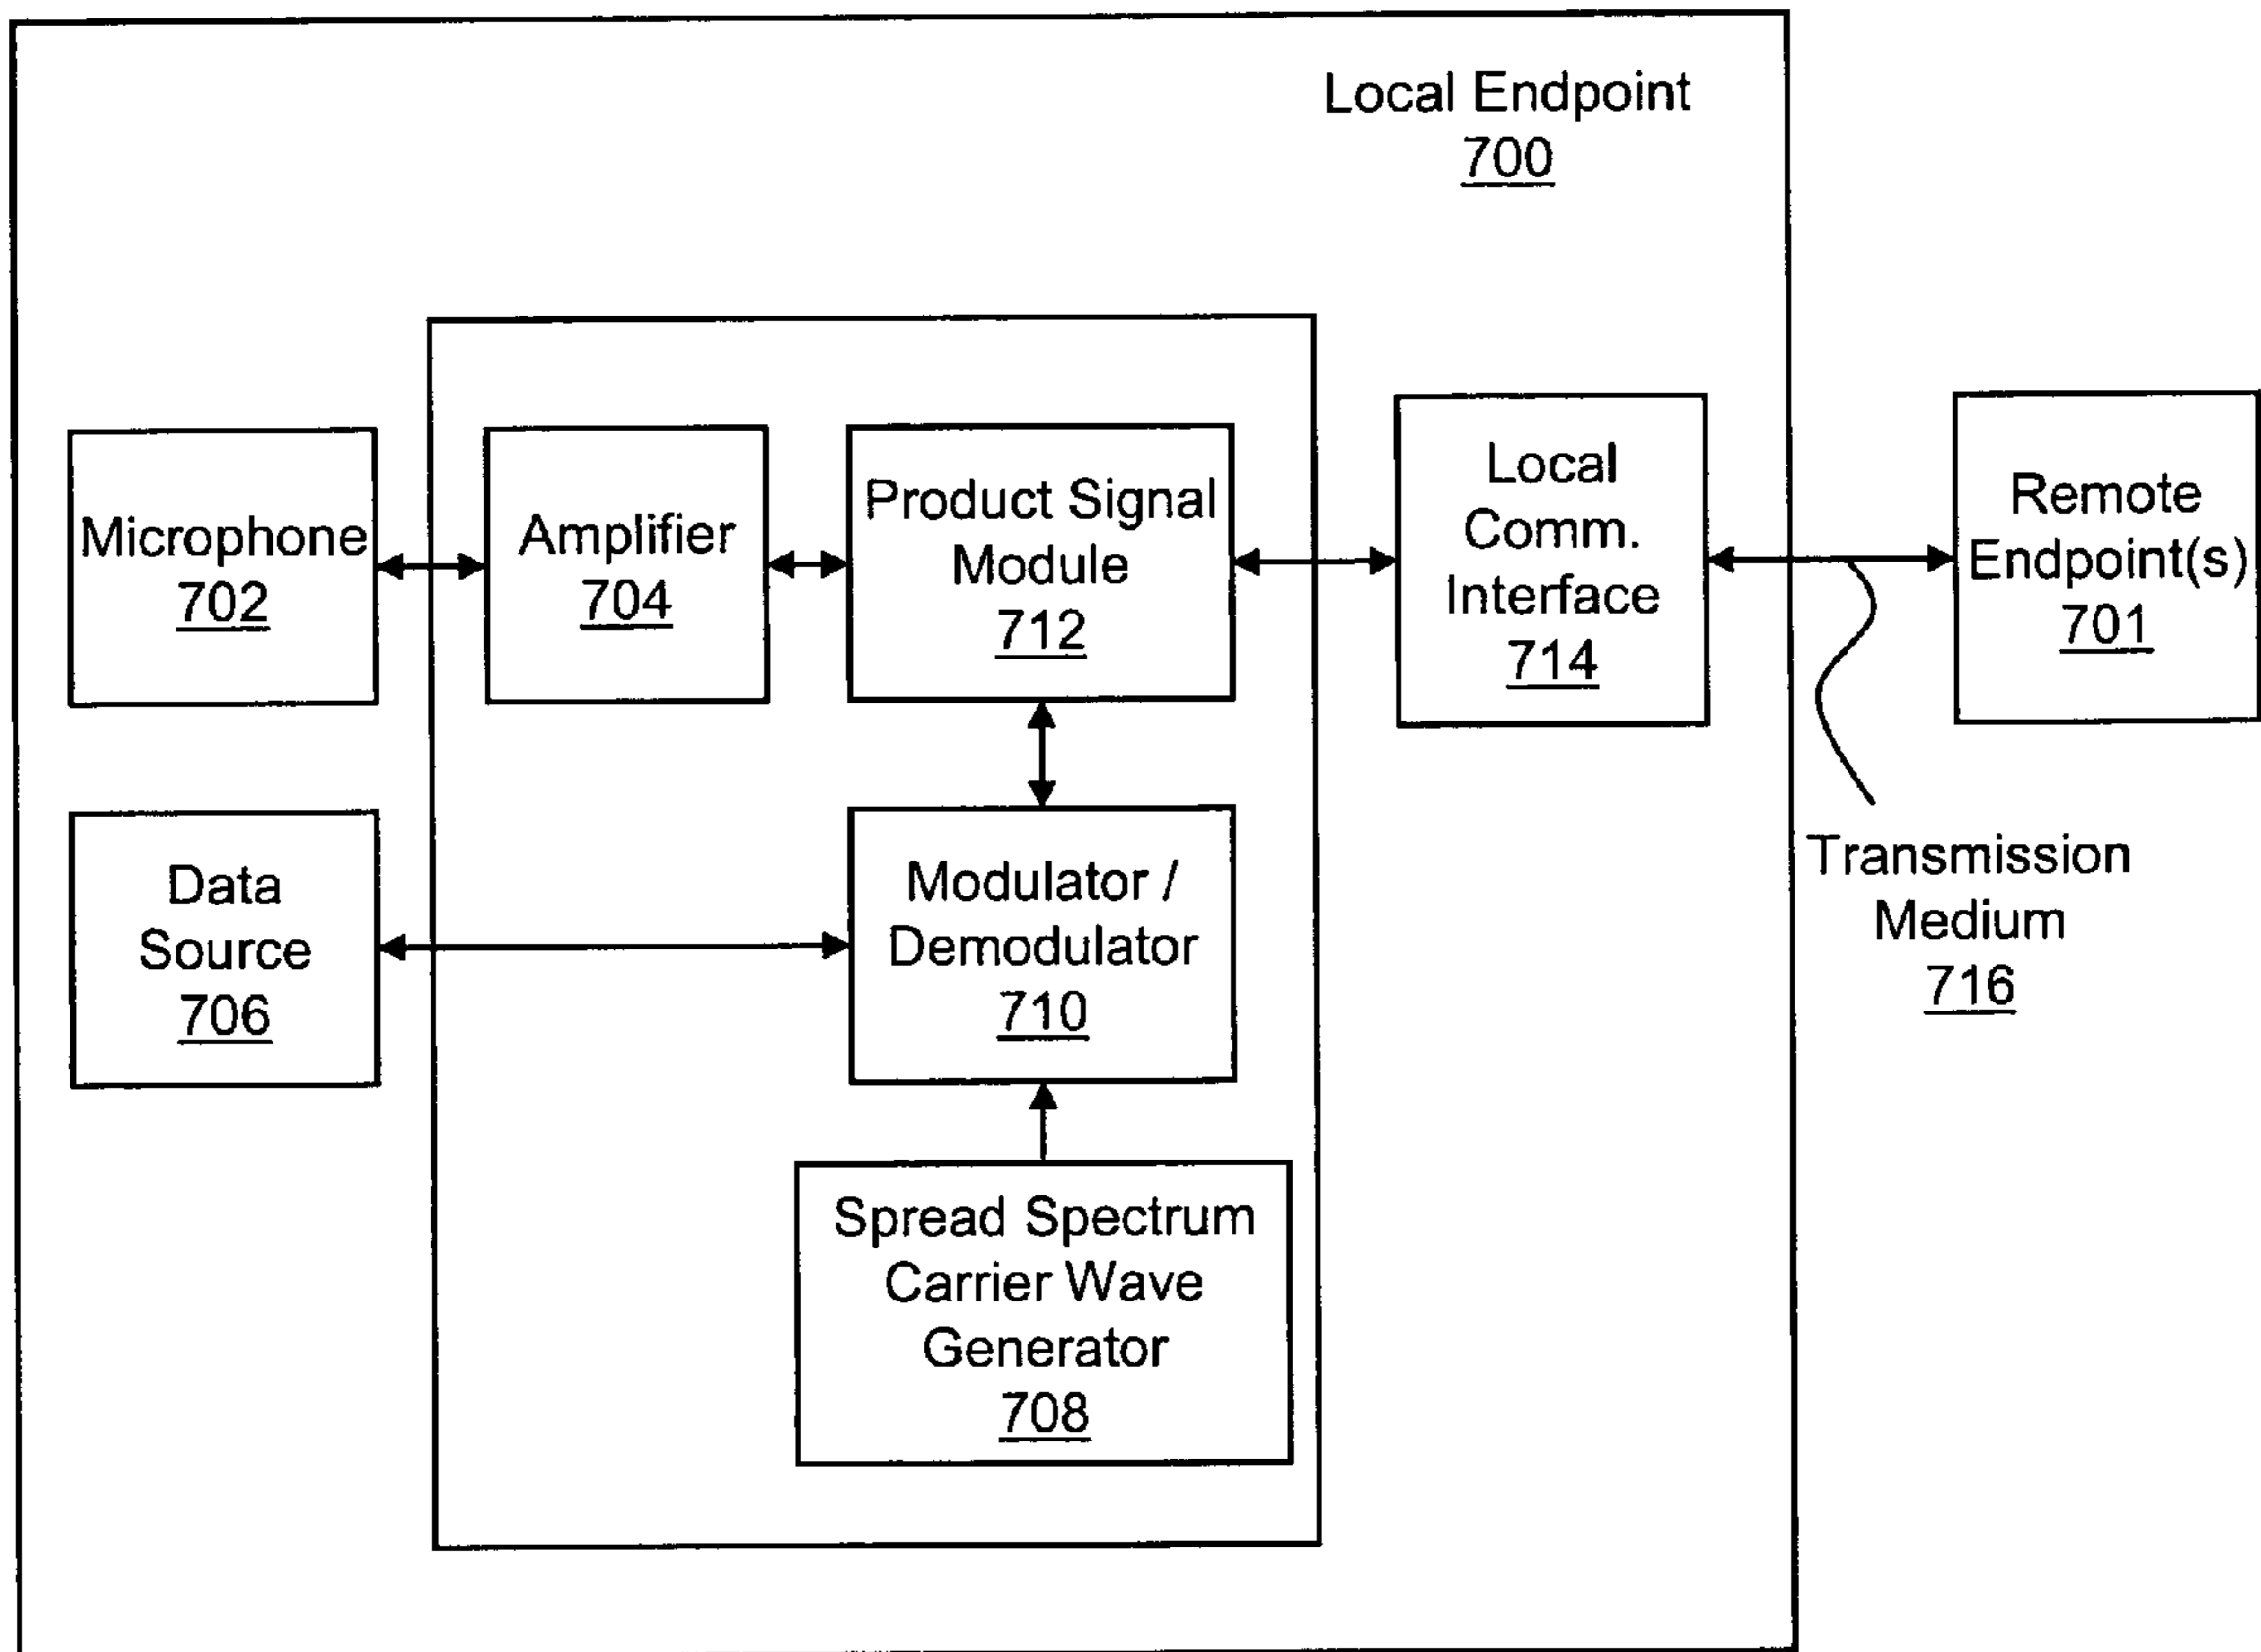 Local Endpoint
700
Microphone
702
Amplifier
704
Product Signal
Module
712
Local
Comm.
Interface
714
Remote
Endpoint(s)
701
Data
Source
706
Modulator /
Demodulator
710
Transmission
Medium
716
Spread Spectrum
Carrier Wave
Generator
708